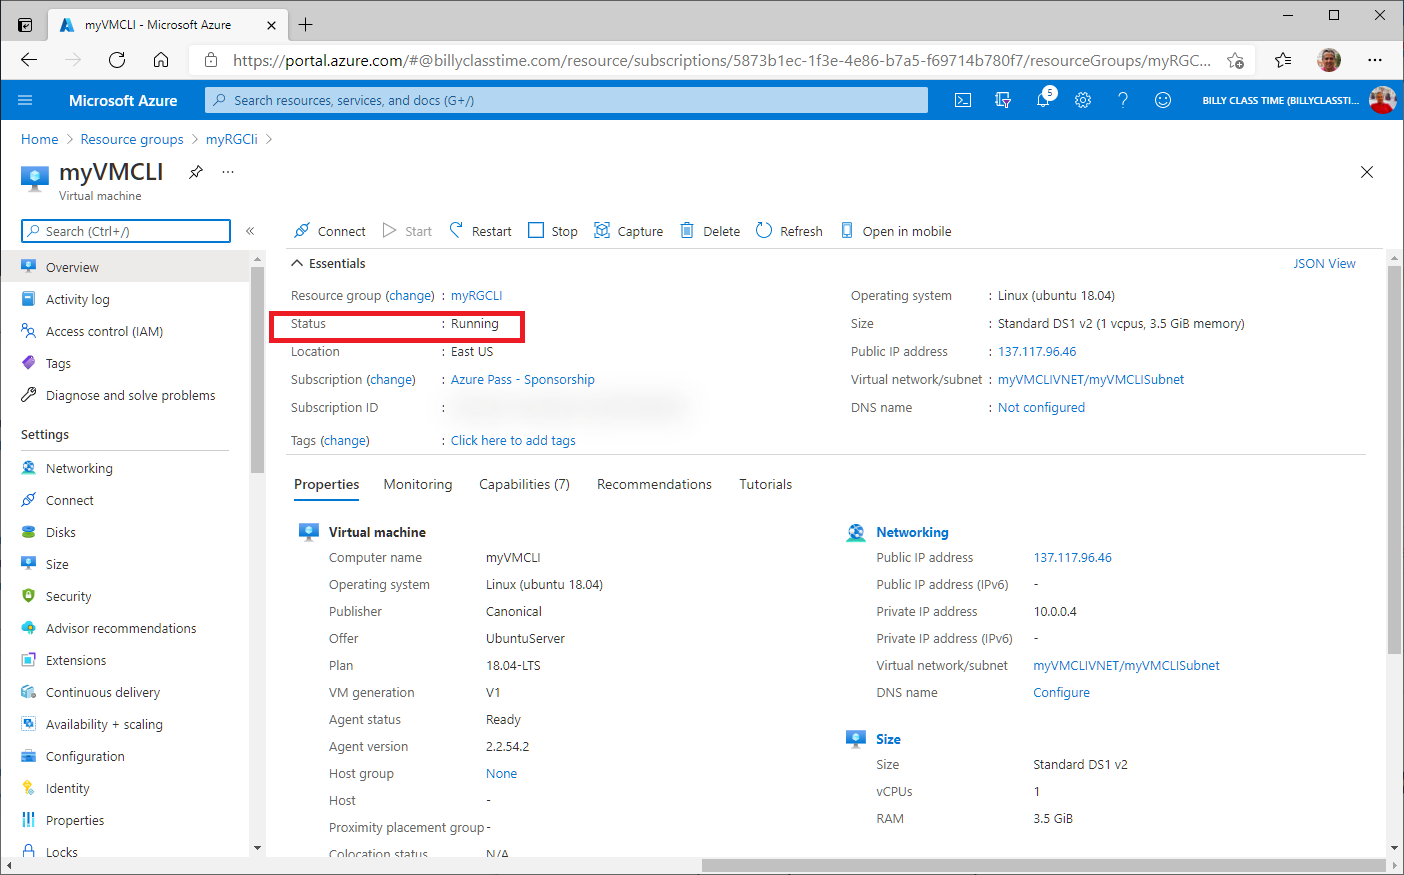 myVMCLI - Microsoft Azure
https://portal.azure.com/#@billyclasstime.com/resource/subscriptions/5873b1ec-1f3e-4e86-b7a5-f69714b780f7/resourceGroups/myRGC...
Microsoft Azure
Search resources, services, and docs (G+/)
5
BILLY CLASS TIME (BILLYCLASSTI...
Home > Resource groups > myRGCli >
myVMCLI
Virtual machine
Search (Ctrl+/)
Overview
Activity log
Access control (IAM)
Tags
Diagnose and solve problems
Settings
Networking
Connect
Disks
Size
Security
Advisor recommendations
Extensions
Continuous delivery
Availability + scaling
Configuration
Identity
Properties
Locks
Connect Start Restart Stop Capture Delete Refresh Open in mobile
Essentials
JSON View
Resource group (change) : myRGCLI
Status : Running
Location : East US
Subscription (change) : Azure Pass - Sponsorship
Subscription ID :
Tags (change) : Click here to add tags
Operating system : Linux (ubuntu 18.04)
Size : Standard DS1 v2 (1 vcpus, 3.5 GiB memory)
Public IP address : 137.117.96.46
Virtual network/subnet : myVMCLIVNET/myVMCLISubnet
DNS name : Not configured
Properties Monitoring Capabilities (7) Recommendations Tutorials
Virtual machine
Computer name myVMCLI
Operating system Linux (ubuntu 18.04)
Publisher Canonical
Offer UbuntuServer
Plan 18.04-LTS
VM generation V1
Agent status Ready
Agent version 2.2.54.2
Host group None
Host -
Proximity placement group -
Colocation status N/A
Networking
Public IP address 137.117.96.46
Public IP address (IPv6) -
Private IP address 10.0.0.4
Private IP address (IPv6) -
Virtual network/subnet myVMCLIVNET/myVMCLISubnet
DNS name Configure
Size
Size Standard DS1 v2
vCPUs 1
RAM 3.5 GiB